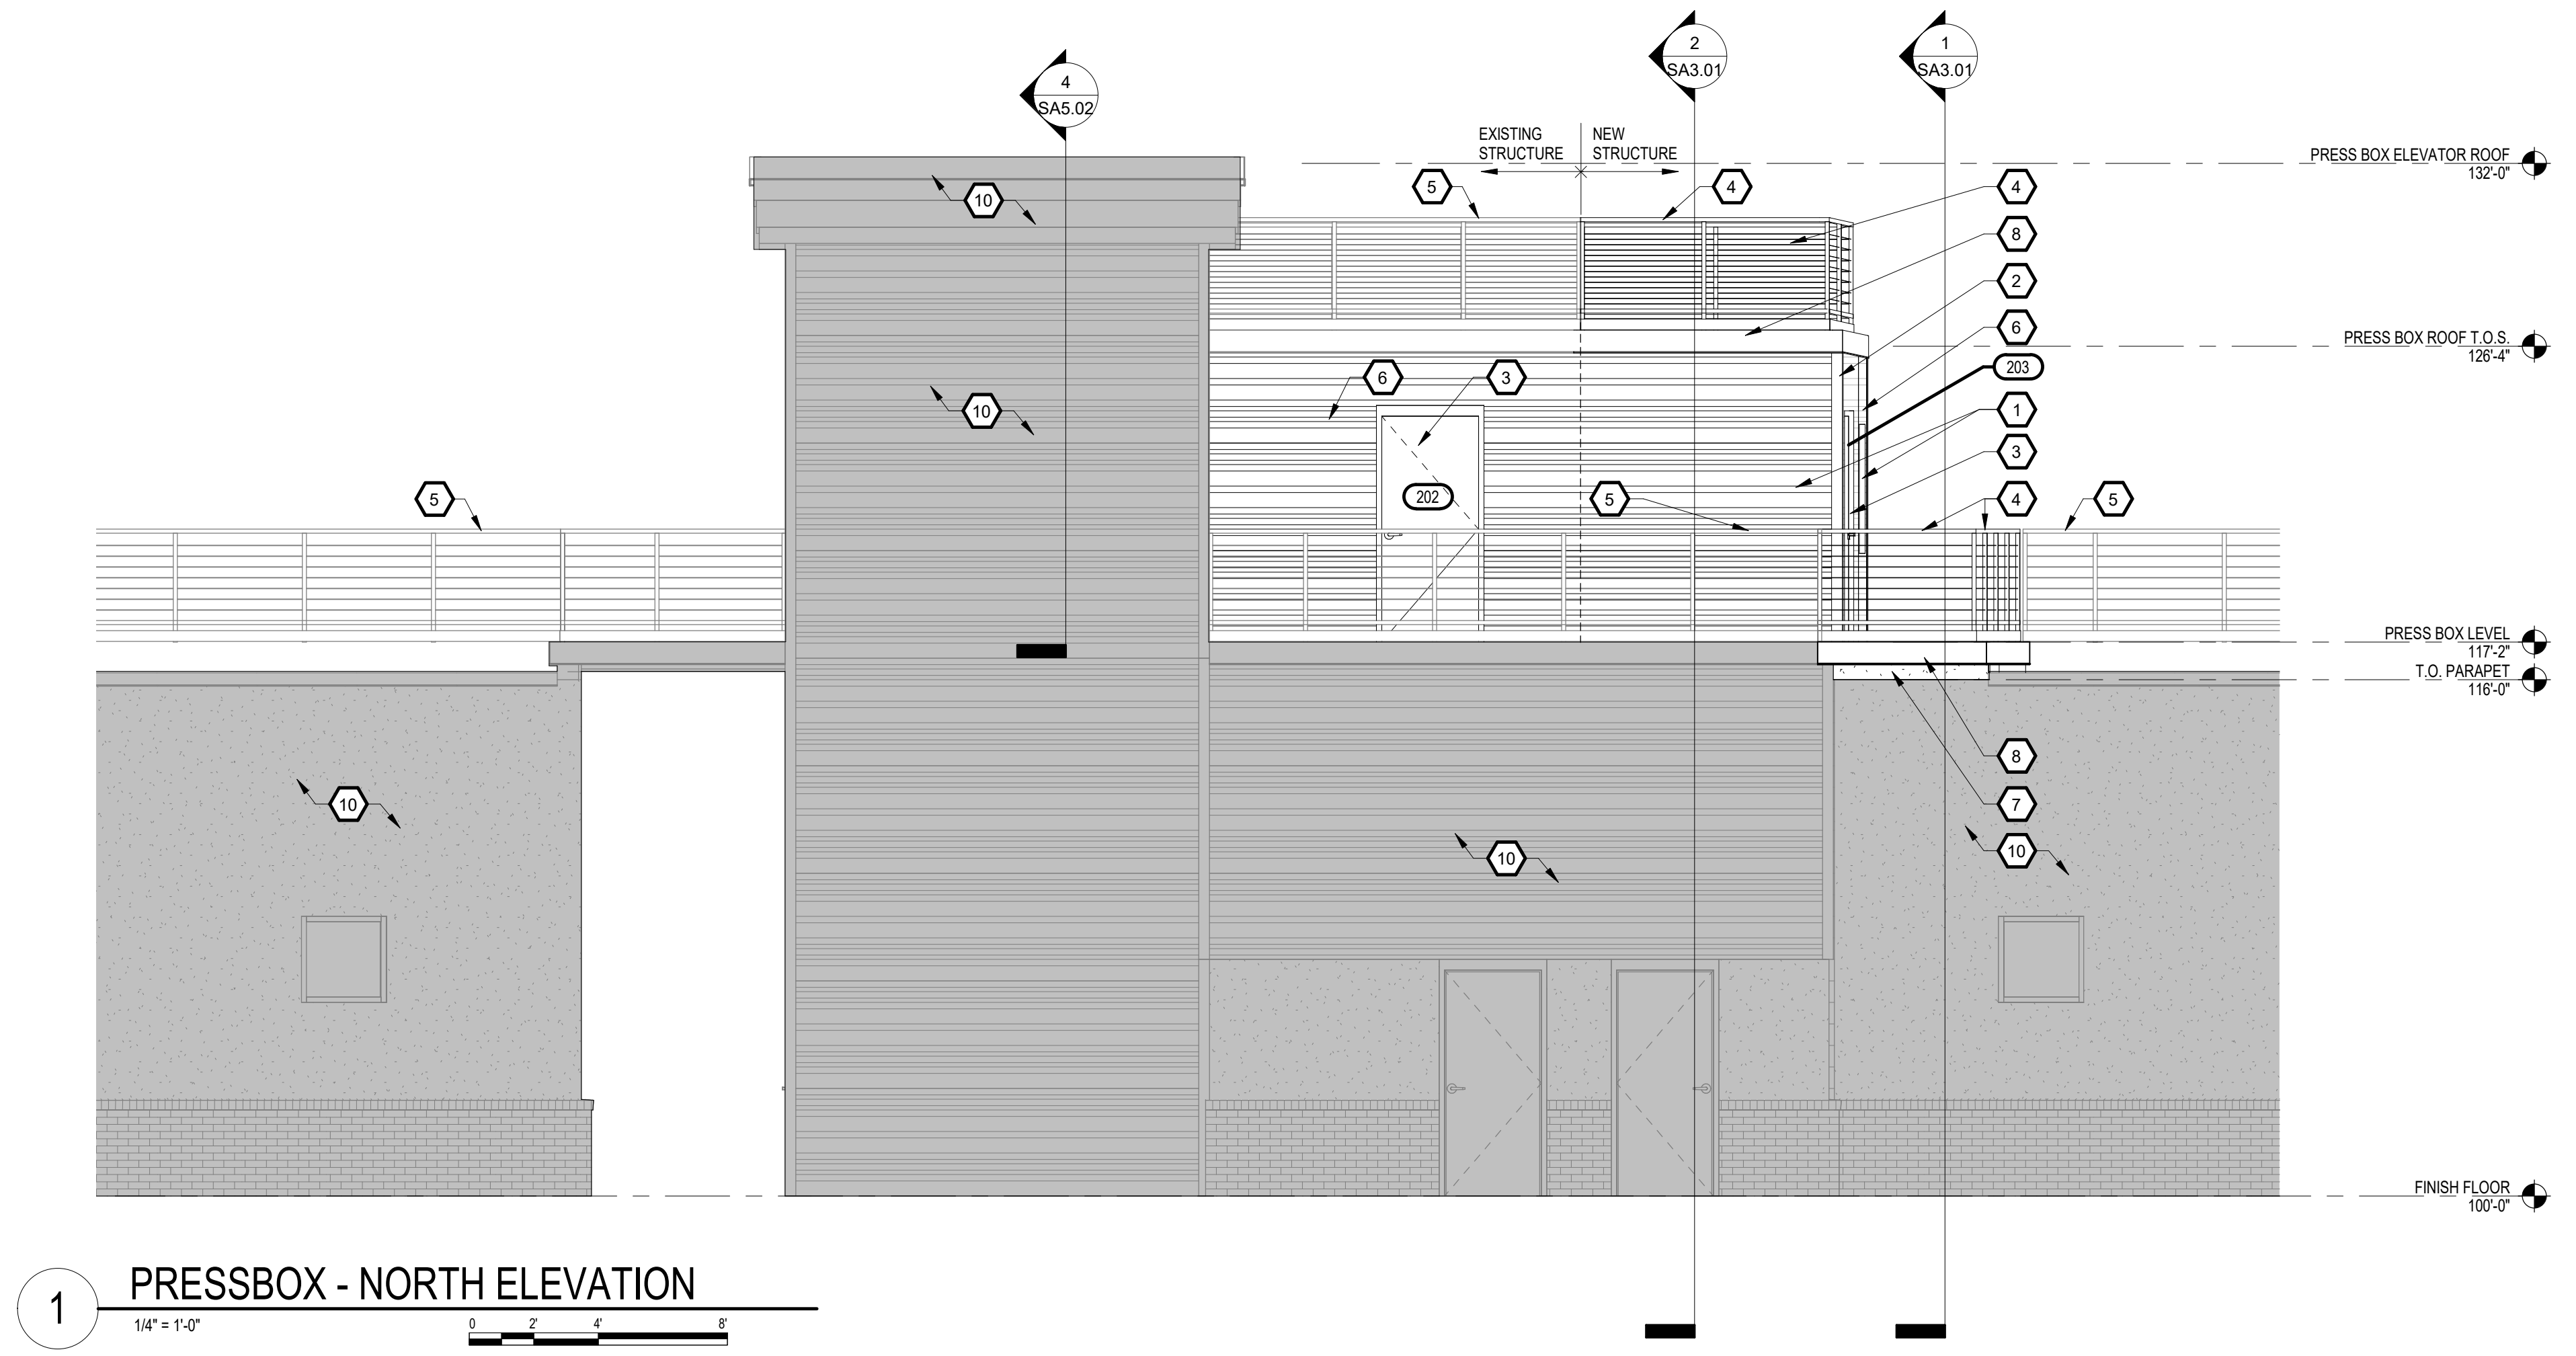 4
SA5.02
2
SA3.01
1
SA3.01
EXISTING
STRUCTURE
NEW
STRUCTURE
PRESS BOX ELEVATOR ROOF
132'-0"
10
5
4
4
8
2
6
PRESS BOX ROOF T.O.S.
126'-4"
203
10
6
3
1
3
5
202
5
4
5
PRESS BOX LEVEL
117'-2"
T.O. PARAPET
116'-0"
8
10
7
10
10
FINISH FLOOR
100'-0"
1
PRESSBOX - NORTH ELEVATION
1/4" = 1'-0"
0 2' 4' 8'